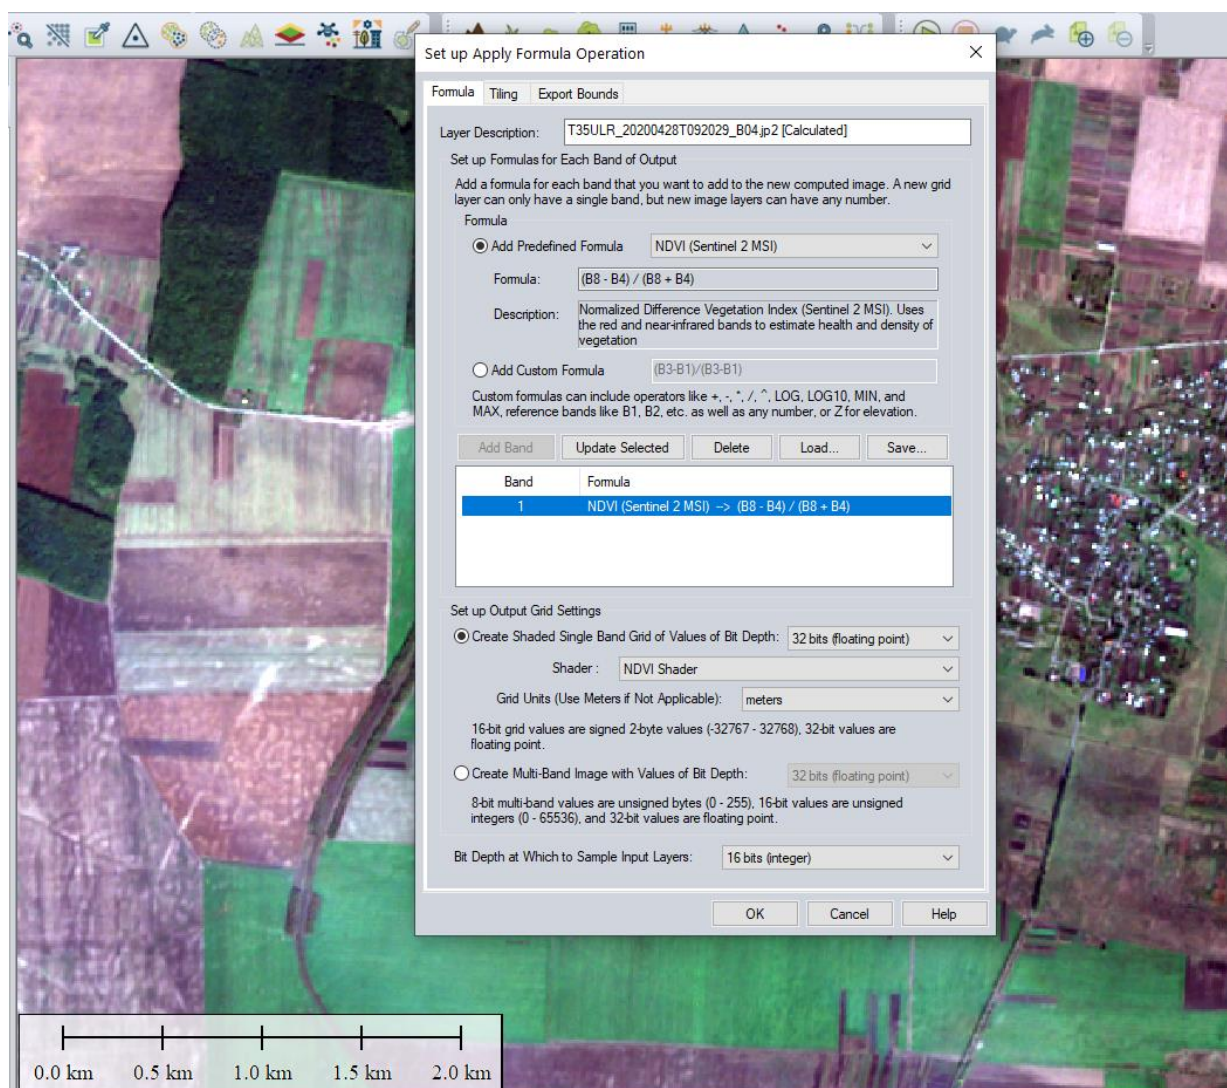 Set up Apply Formula Operation
Formula
Tiling
Export Bounds
Layer Description:
T35ULR_20200428T092029_B04.jp2 [Calculated]
Set up Formulas for Each Band of Output
Add a formula for each band that you want to add to the new computed image. A new grid
layer can only have a single band, but new image layers can have any number.
Formula
Add Predefined Formula
NDVI (Sentinel 2 MSI)
Formula:
(B8 - B4) / (B8 + B4)
Description:
Normalized Difference Vegetation Index (Sentinel 2 MSI). Uses
the red and near-infrared bands to estimate health and density of
vegetation
Add Custom Formula
(B3-B1)/(B3-B1)
Custom formulas can include operators like +, -, *, /, ^, LOG, LOG10, MIN, and
MAX, reference bands like B1, B2, etc. as well as any number, or Z for elevation.
Add Band
Update Selected
Delete
Load...
Save...
Band
Formula
1
NDVI (Sentinel 2 MSI) --> (B8 - B4) / (B8 + B4)
Set up Output Grid Settings
Create Shaded Single Band Grid of Values of Bit Depth:
32 bits (floating point)
Shader :
NDVI Shader
Grid Units (Use Meters if Not Applicable):
meters
16-bit grid values are signed 2-byte values (-32767 - 32768), 32-bit values are
floating point.
Create Multi-Band Image with Values of Bit Depth:
32 bits (floating point)
8-bit multi-band values are unsigned bytes (0 - 255), 16-bit values are unsigned
integers (0 - 65536), and 32-bit values are floating point.
Bit Depth at Which to Sample Input Layers:
16 bits (integer)
OK
Cancel
Help
0.0 km
0.5 km
1.0 km
1.5 km
2.0 km